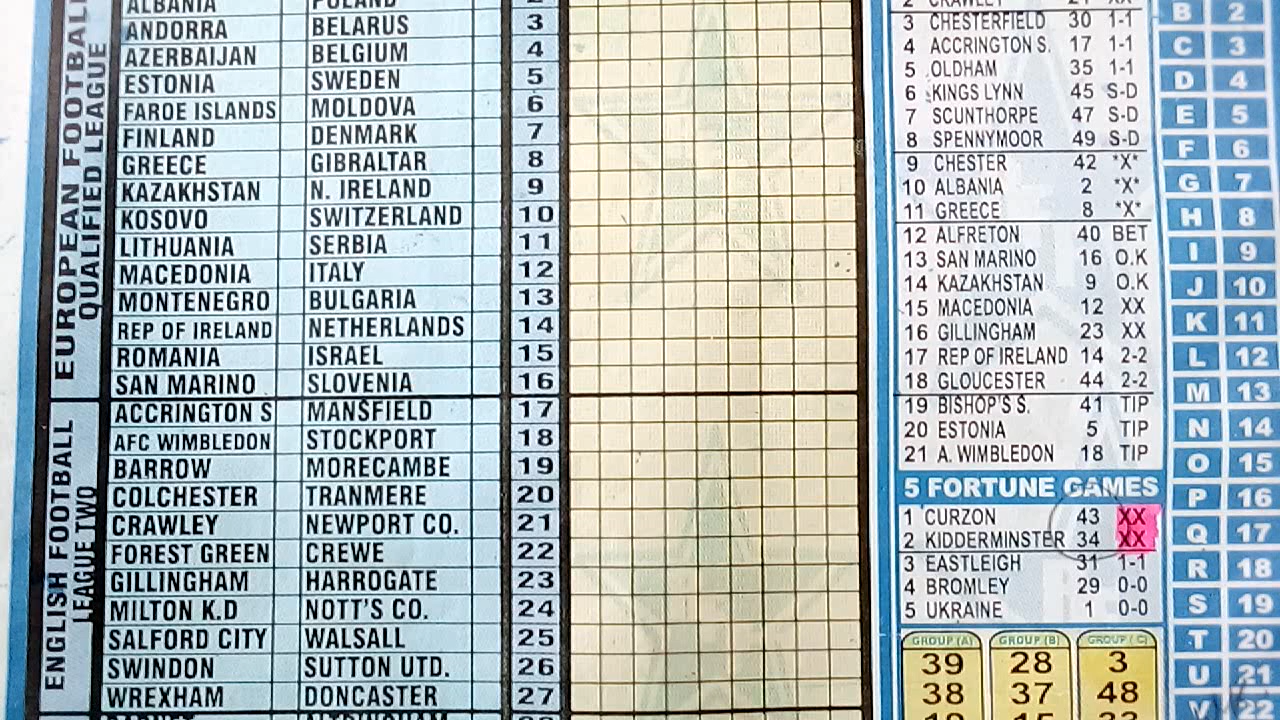 EUROPEAN FOOTBALL
QUALIFIED LEAGUE
ALBANIA POLAND 2
ANDORRA BELARUS 3
AZERBAIJAN BELGIUM 4
ESTONIA SWEDEN 5
FAROE ISLANDS MOLDOVA 6
FINLAND DENMARK 7
GREECE GIBRALTAR 8
KAZAKHSTAN N. IRELAND 9
KOSOVO SWITZERLAND 10
LITHUANIA SERBIA 11
MACEDONIA ITALY 12
MONTENEGRO BULGARIA 13
REP OF IRELAND NETHERLANDS 14
ROMANIA ISRAEL 15
SAN MARINO SLOVENIA 16
ENGLISH FOOTBALL
LEAGUE TWO
ACCRINGTON S MANSFIELD 17
AFC WIMBLEDON STOCKPORT 18
BARROW MORECAMBE 19
COLCHESTER TRANMERE 20
CRAWLEY NEWPORT CO. 21
FOREST GREEN CREWE 22
GILLINGHAM HARROGATE 23
MILTON K.D NOTT'S CO. 24
SALFORD CITY WALSALL 25
SWINDON SUTTON UTD. 26
WREXHAM DONCASTER 27
2 CRAWLEY 21 XX
3 CHESTERFIELD 30 1-1
4 ACCRINGTON S. 17 1-1
5 OLDHAM 35 1-1
6 KINGS LYNN 45 S-D
7 SCUNTHORPE 47 S-D
8 SPENNYMOOR 49 S-D
9 CHESTER 42 *X*
10 ALBANIA 2 *X*
11 GREECE 8 *X*
12 ALFRETON 40 BET
13 SAN MARINO 16 O.K
14 KAZAKHSTAN 9 O.K
15 MACEDONIA 12 XX
16 GILLINGHAM 23 XX
17 REP OF IRELAND 14 2-2
18 GLOUCESTER 44 2-2
19 BISHOP'S S. 41 TIP
20 ESTONIA 5 TIP
21 A. WIMBLEDON 18 TIP
5 FORTUNE GAMES
1 CURZON 43 XX
2 KIDDERMINSTER 34 XX
3 EASTLEIGH 31 1-1
4 BROMLEY 29 0-0
5 UKRAINE 1 0-0
GROUP (A) GROUP (B) GROUP (C)
39 28 3
38 37 48
B 2
C 3
D 4
E 5
F 6
G 7
H 8
I 9
J 10
K 11
L 12
M 13
N 14
O 15
P 16
Q 17
R 18
S 19
T 20
U 21
V 22